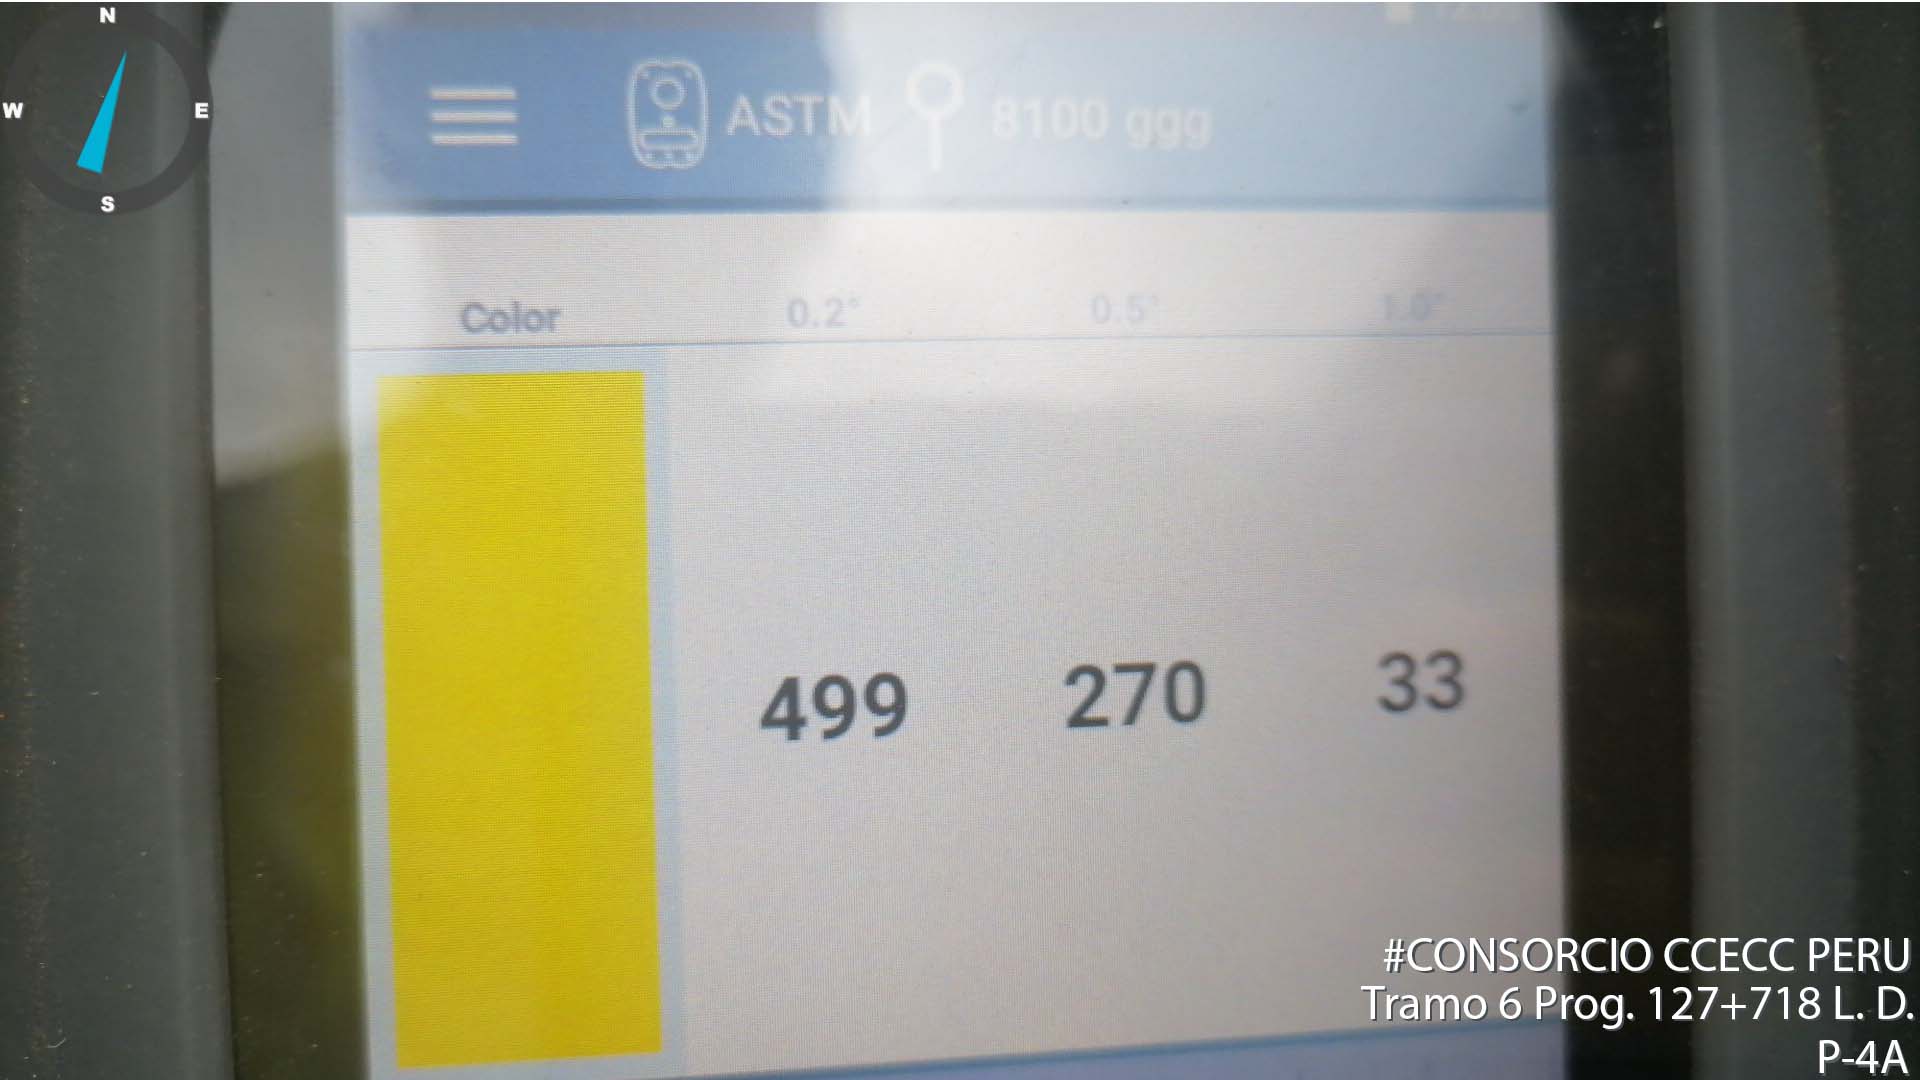 N
W E
S
ASTM 8100 ggg
Color 0.2° 0.5° 1.0°
499 270 33
#CONSORCIO CCECC PERU
Tramo 6 Prog. 127+718 L. D.
P-4A